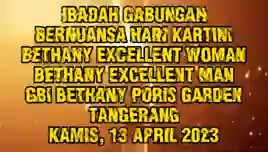 IBADAH GABUNGAN
BERNUANSA HARI KARTINI
BETHANY EXCELLENT WOMAN
BETHANY EXCELLENT MAN
GBI BETHANY PORIS GARDEN
TANGERANG
KAMIS, 13 APRIL 2023